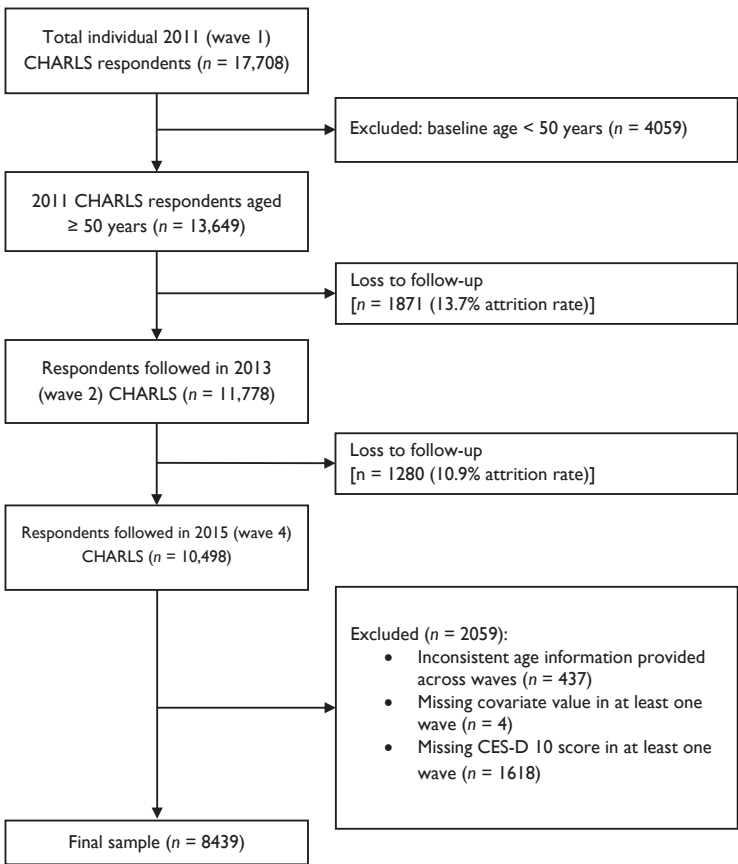 Total individual 2011 (wave 1)
CHARLS respondents (n = 17,708)
Excluded: baseline age < 50 years (n = 4059)
2011 CHARLS respondents aged
≥ 50 years (n = 13,649)
Loss to follow-up
[n = 1871 (13.7% attrition rate)]
Respondents followed in 2013
(wave 2) CHARLS (n = 11,778)
Loss to follow-up
[n = 1280 (10.9% attrition rate)]
Respondents followed in 2015 (wave 4)
CHARLS (n = 10,498)
Excluded (n = 2059):
• Inconsistent age information provided
across waves (n = 437)
• Missing covariate value in at least one
wave (n = 4)
• Missing CES-D 10 score in at least one
wave (n = 1618)
Final sample (n = 8439)